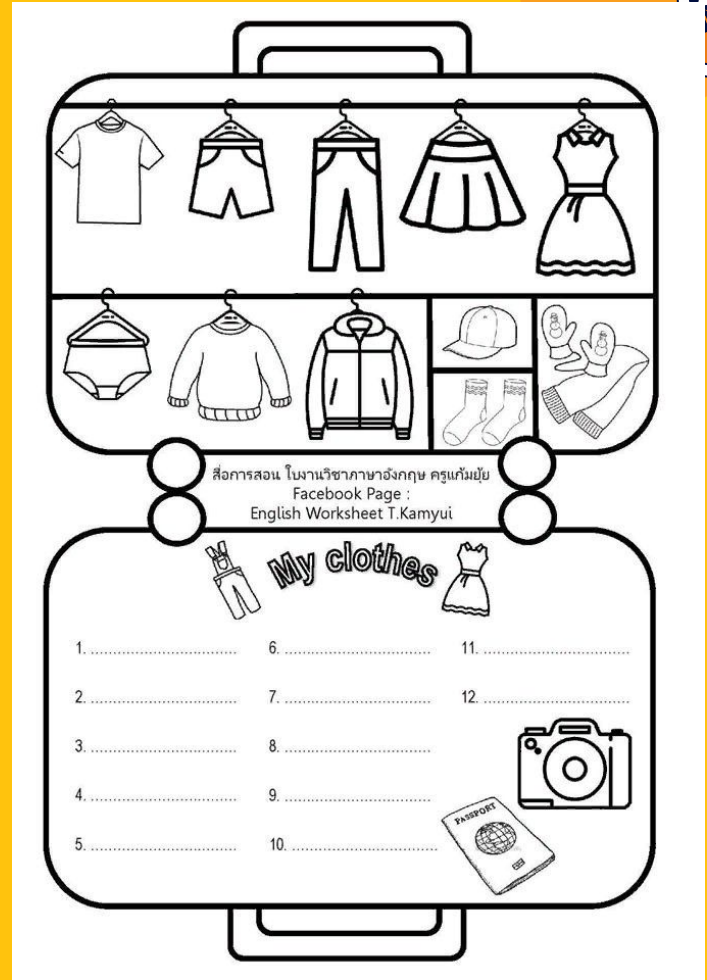 สื่อการสอน ใบงานวิชาภาษาอังกฤษ ครูแก้มยุ้ย
Facebook Page :
English Worksheet T.Kamyui
My clothes
1. ..............................
2. ..............................
3. ..............................
4. ..............................
5. ..............................
6. ..............................
7. ..............................
8. ..............................
9. ..............................
10. ..............................
11. ..............................
12. ..............................
PASSPORT